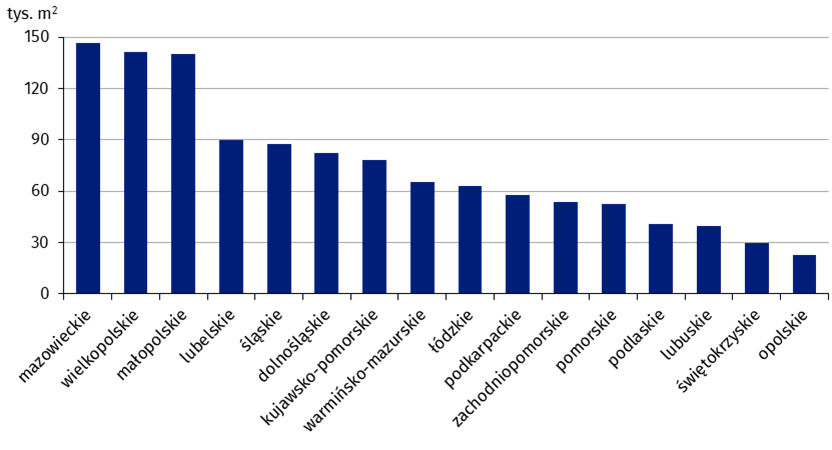 tys. m²
150
120
90
60
30
0
mazowieckie
wielkopolskie
małopolskie
lubelskie
śląskie
dolnośląskie
kujawsko-pomorskie
warmińsko-mazurskie
łódzkie
podkarpackie
zachodniopomorskie
pomorskie
podlaskie
lubuskie
świętokrzyskie
opolskie